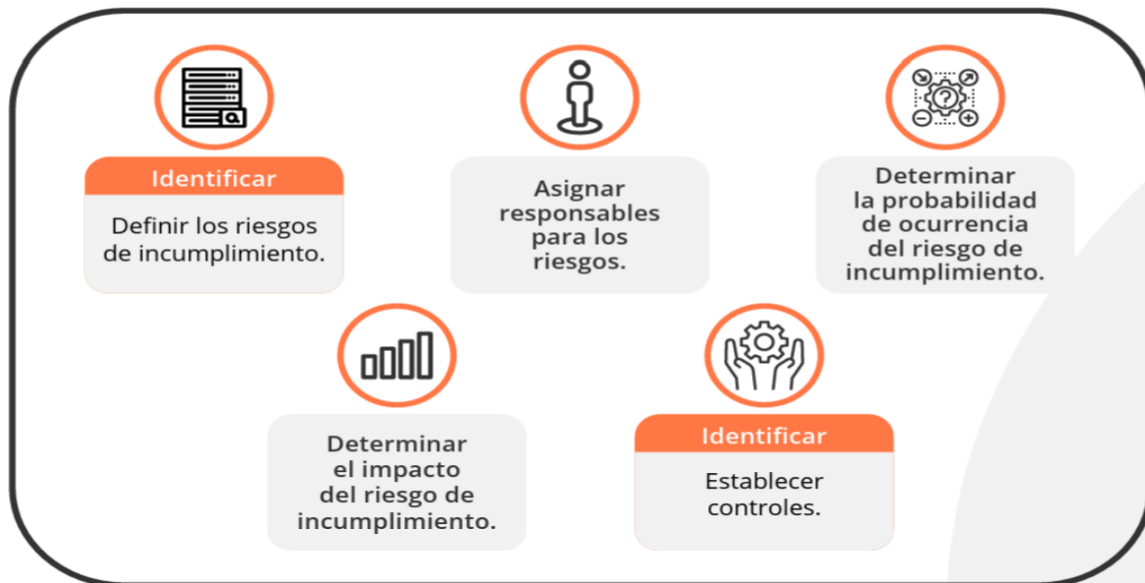 Identificar
Definir los riesgos
de incumplimiento.
Asignar
responsables
para los
riesgos.
Determinar
la probabilidad
de ocurrencia
del riesgo de
incumplimiento.
Determinar
el impacto
del riesgo de
incumplimiento.
Identificar
Establecer
controles.